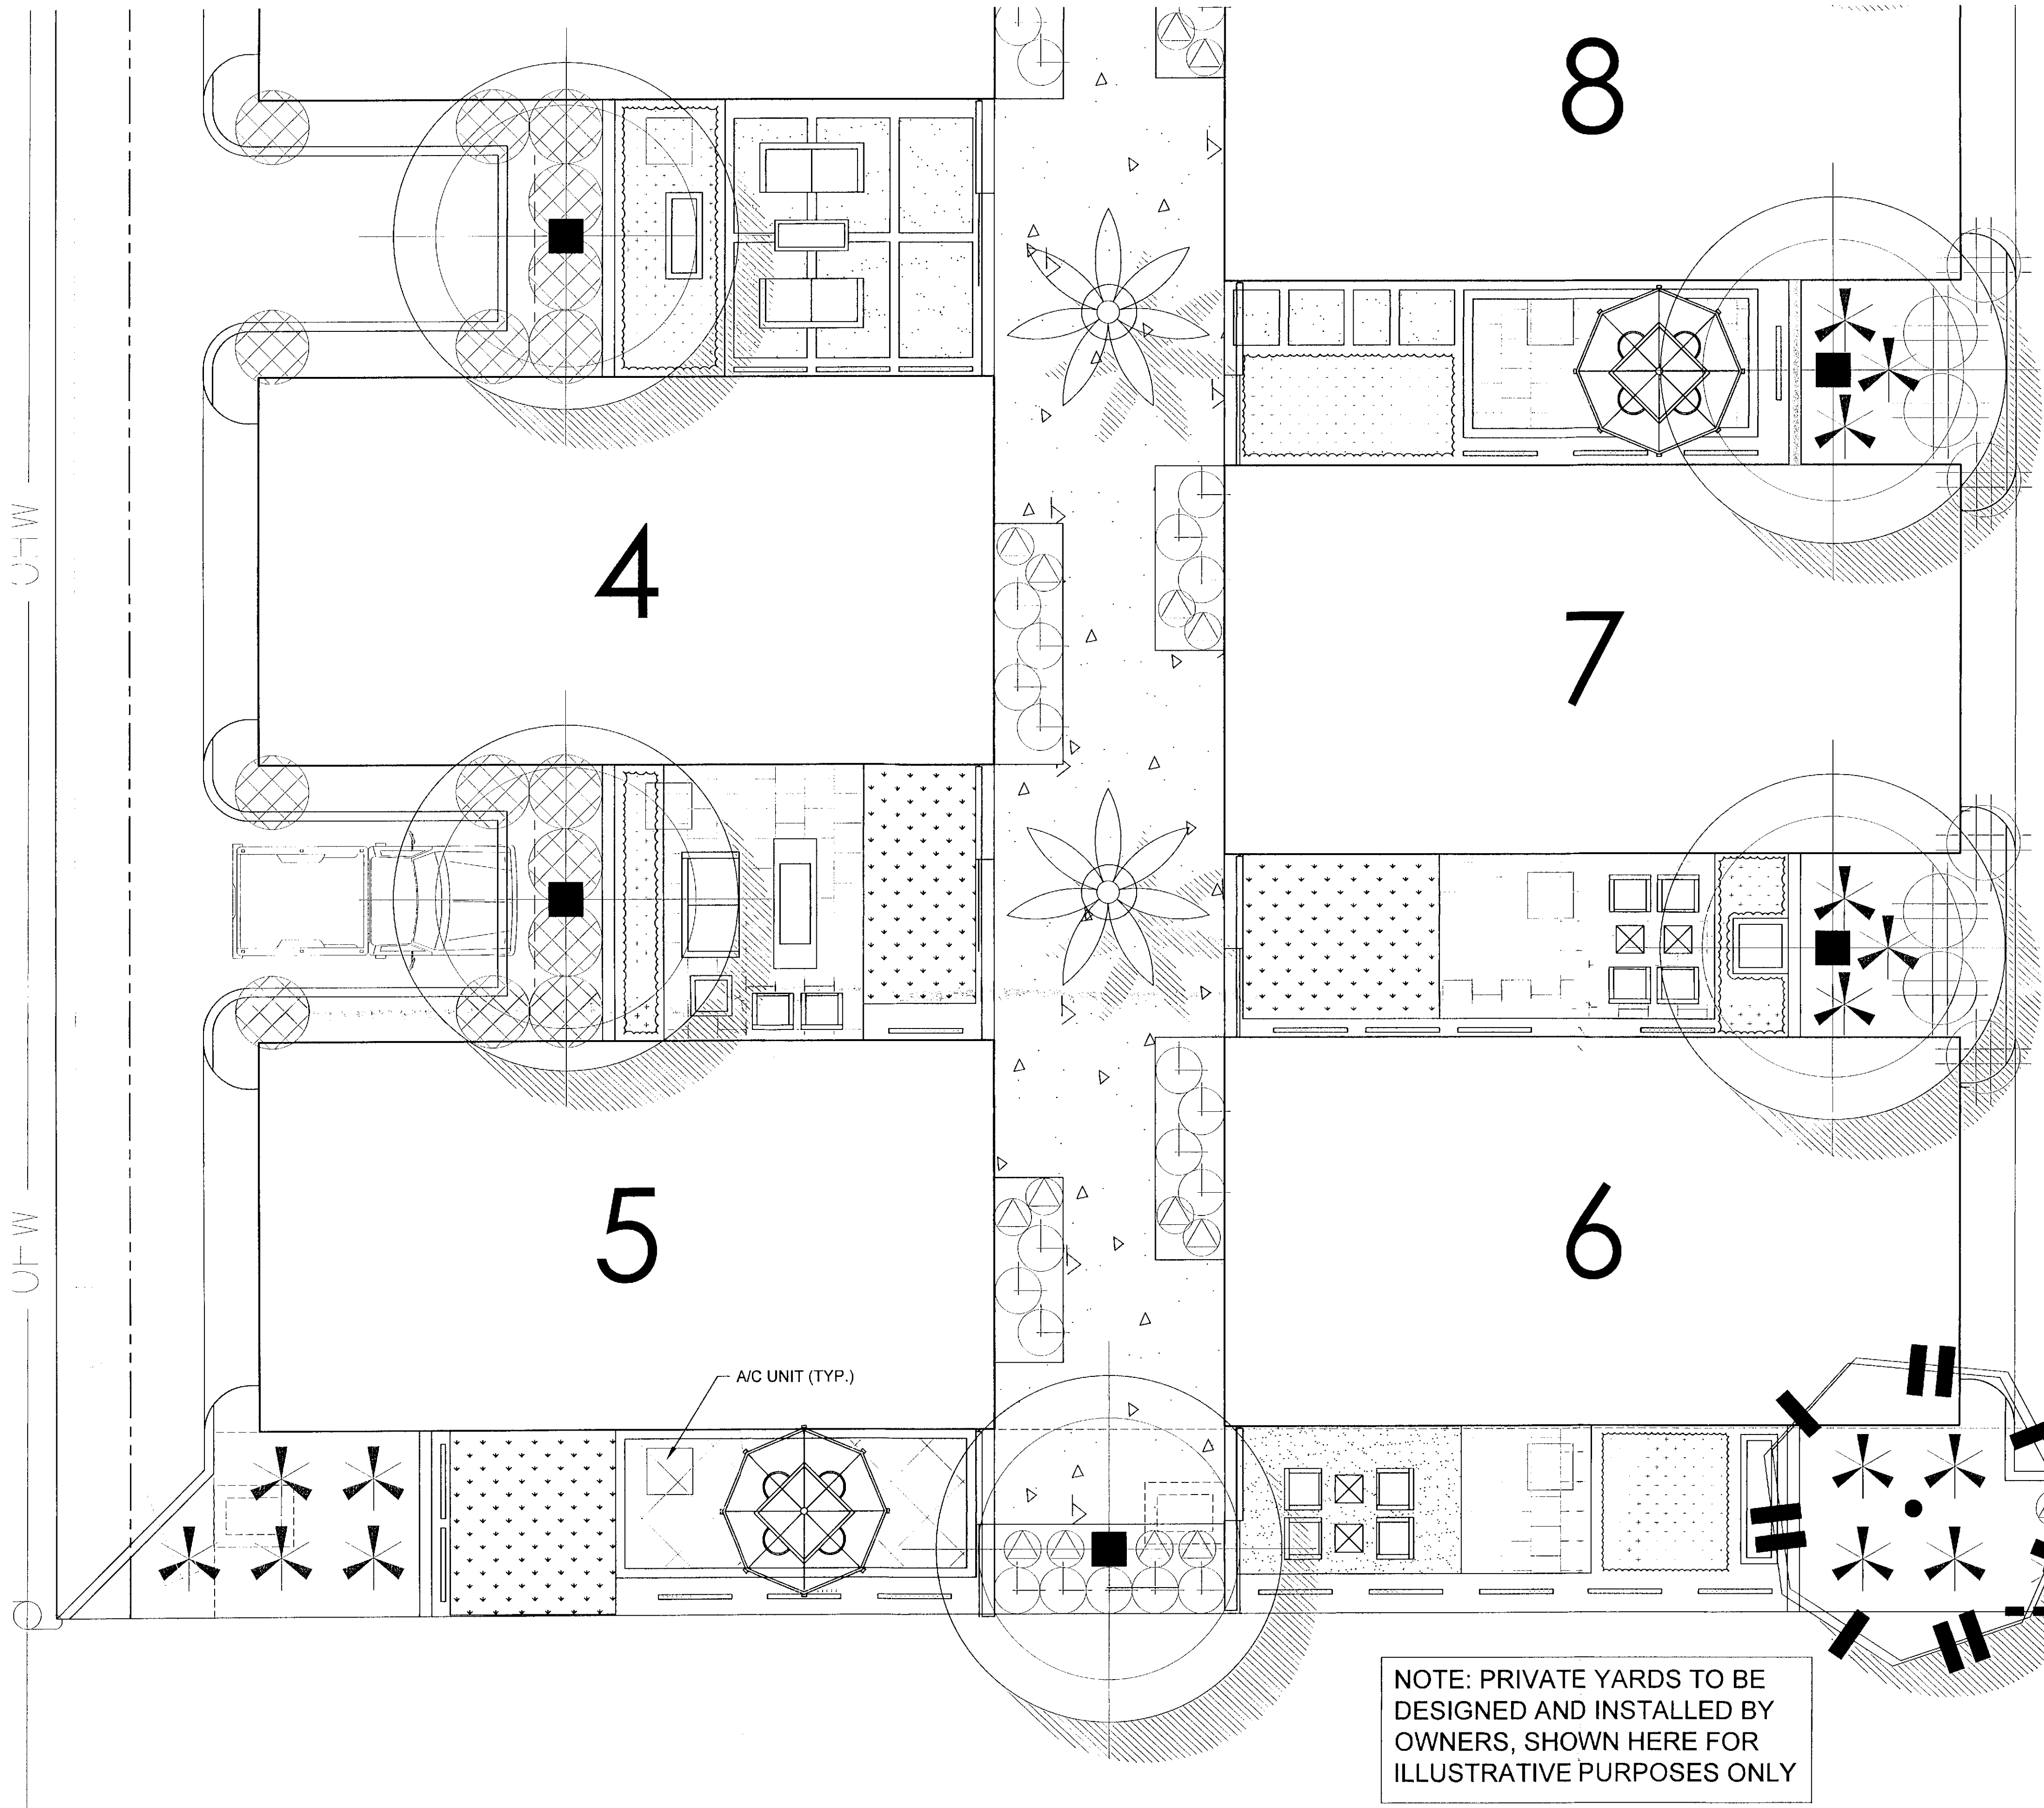 8
4
OHW
7
5
6
OHW
A/C UNIT (TYP.)
NOTE: PRIVATE YARDS TO BE
DESIGNED AND INSTALLED BY
OWNERS, SHOWN HERE FOR
ILLUSTRATIVE PURPOSES ONLY